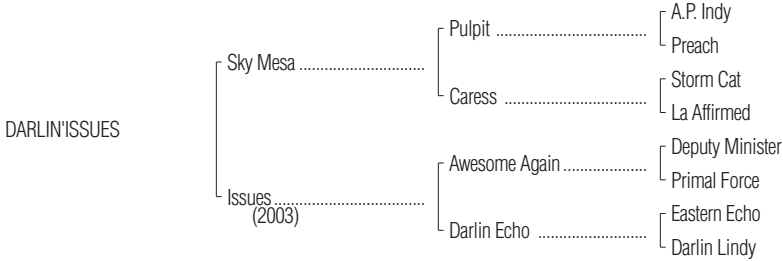 A.P. Indy
Pulpit ..................................
Preach
Sky Mesa ............................
Storm Cat
Caress ................................
La Affirmed
DARLIN'ISSUES
Deputy Minister
Awesome Again ...................
Primal Force
Issues ..................................
(2003)
Eastern Echo
Darlin Echo ........................
Darlin Lindy